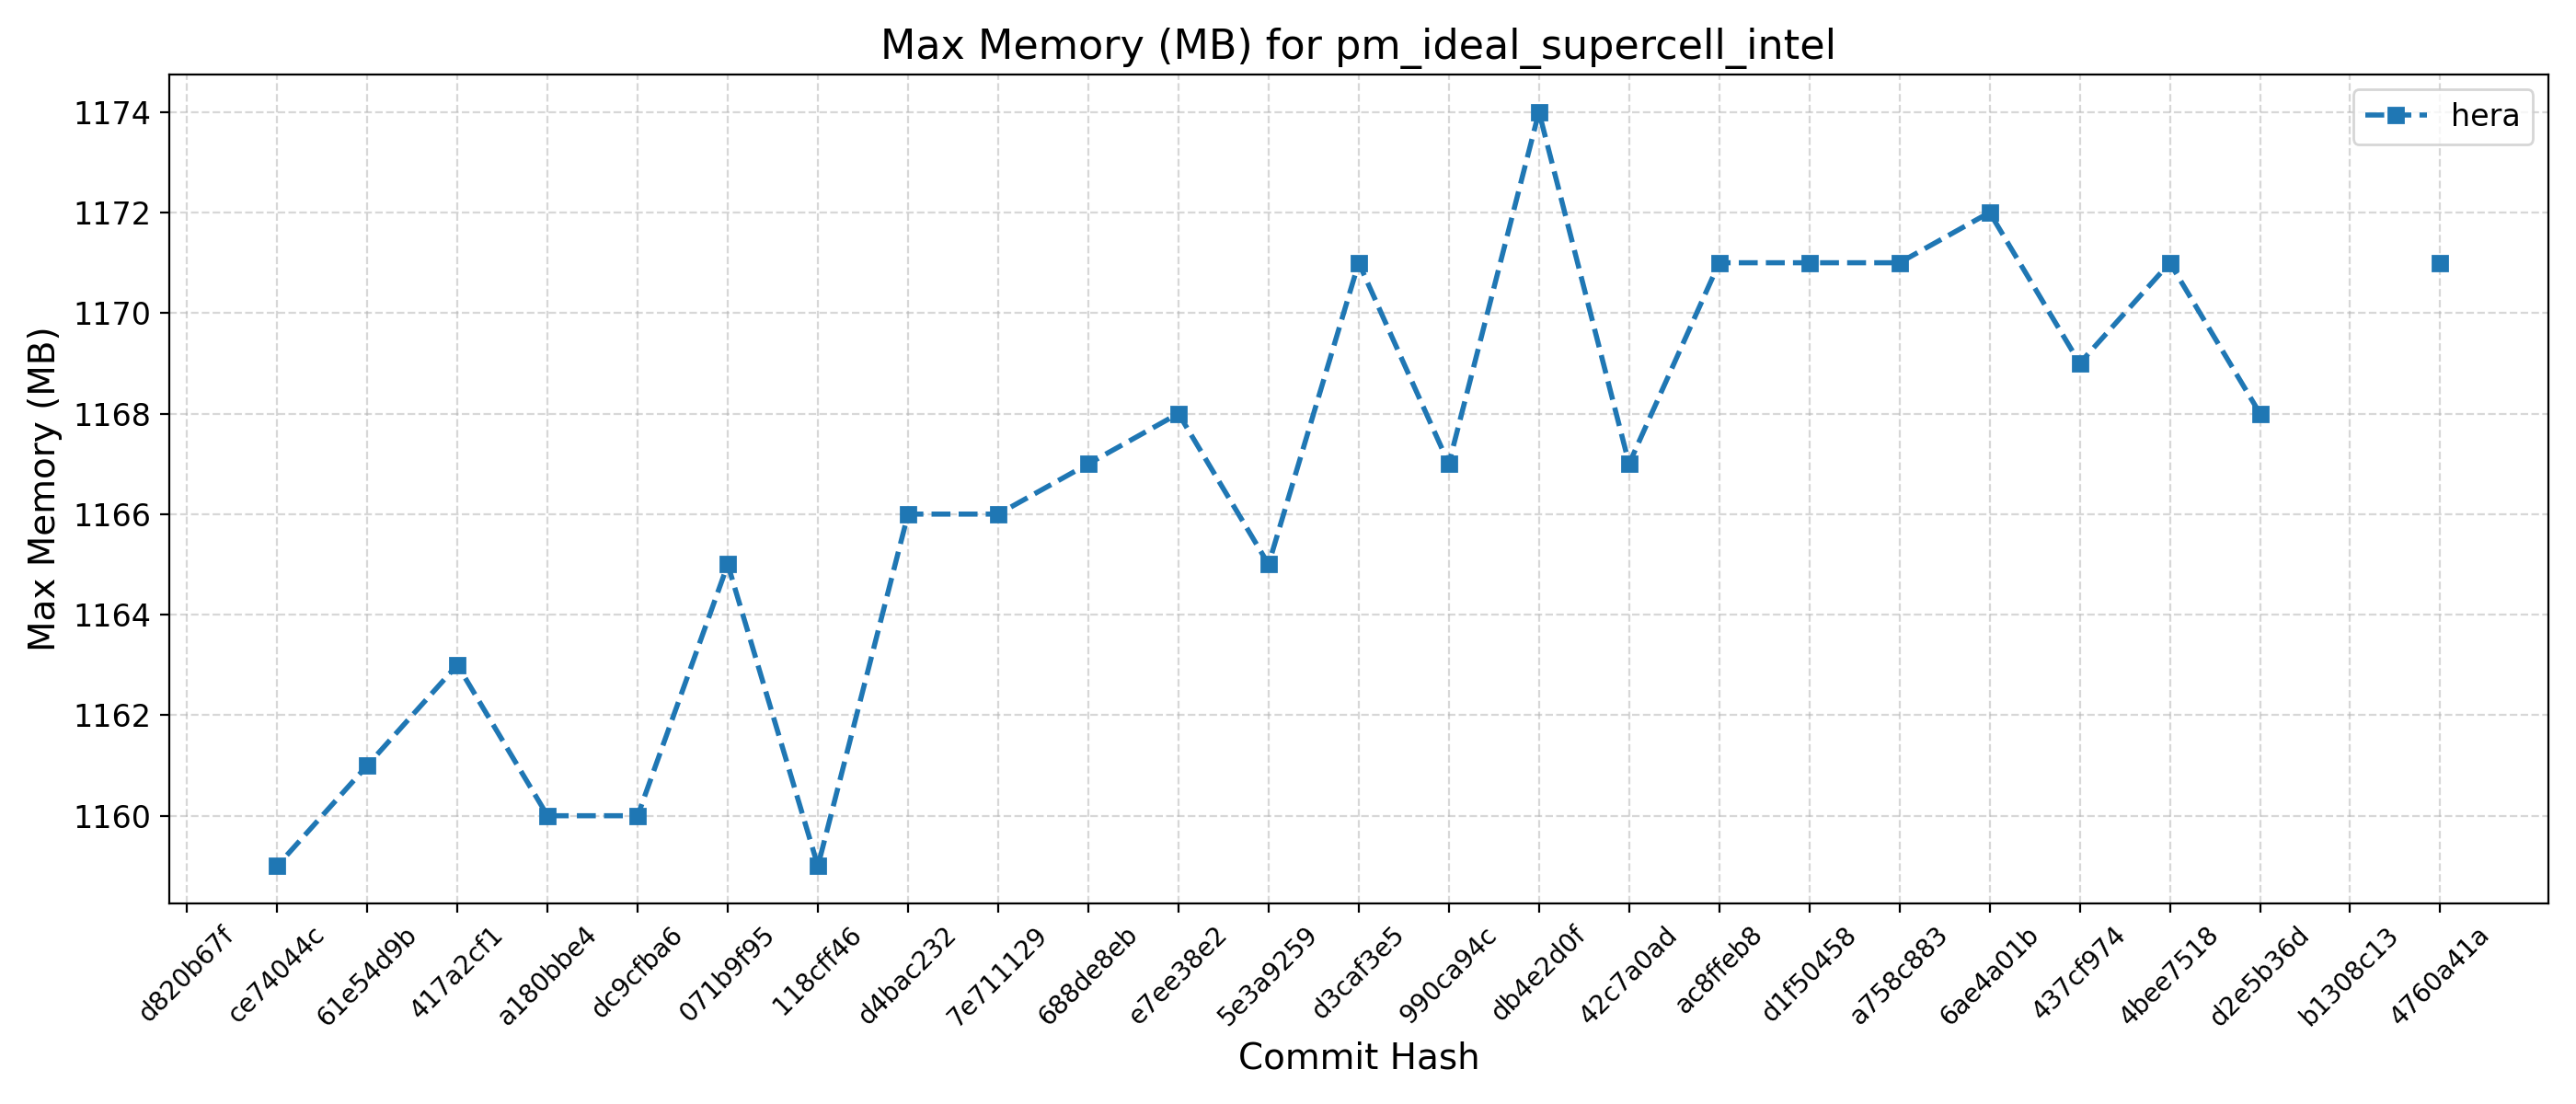 Max Memory (MB) for pm_ideal_supercell_intel
hera
Max Memory (MB)
1174
1172
1170
1168
1166
1164
1162
1160
d820b67f
ce74044c
61e54d9b
417a2cf1
a180bbe4
dc9cfba6
071b9f95
118cff46
d4bac232
7e711129
688de8eb
e7ee38e2
5e3a9259
d3caf3e5
990ca94c
db4e2d0f
42c7a0ad
ac8ffeb8
d1f50458
a758c883
6ae4a01b
437cf974
4bee7518
d2e5b36d
b1308c13
4760a41a
Commit Hash